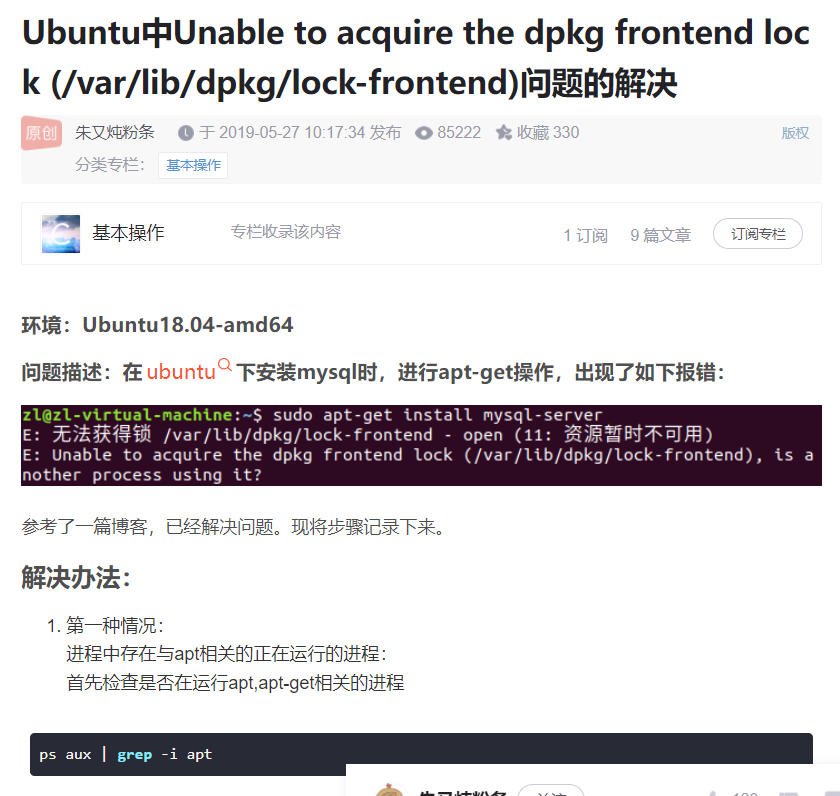 Ubuntu中Unable to acquire the dpkg frontend loc
k (/var/lib/dpkg/lock-frontend)问题的解决
原创 朱又炖粉条 于 2019-05-27 10:17:34 发布 85222 收藏 330 版权
分类专栏： 基本操作
基本操作 专栏收录该内容 1 订阅 9 篇文章 订阅专栏
环境：Ubuntu18.04-amd64
问题描述：在 ubuntu 下安装mysql时，进行apt-get操作，出现了如下报错：
zl@zl-virtual-machine:~$ sudo apt-get install mysql-server
E: 无法获得锁 /var/lib/dpkg/lock-frontend - open (11: 资源暂时不可用)
E: Unable to acquire the dpkg frontend lock (/var/lib/dpkg/lock-frontend), is a
nother process using it?
参考了一篇博客，已经解决问题。现将步骤记录下来。
解决办法：
1. 第一种情况：
进程中存在与apt相关的正在运行的进程：
首先检查是否在运行apt,apt-get相关的进程
ps aux | grep -i apt